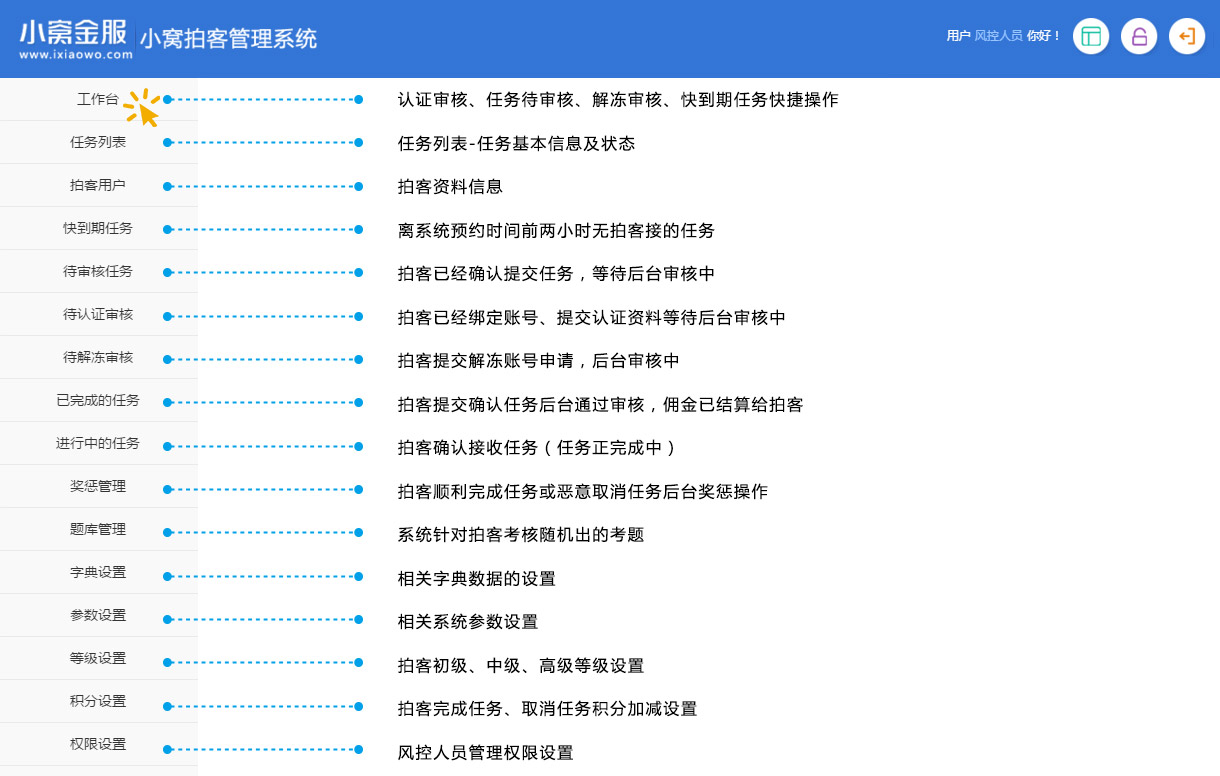 小窝金服
www.ixiaowo.com
小窝拍客管理系统
用户 风控人员 你好！
工作台 认证审核、任务待审核、解冻审核、快到期任务快捷操作
任务列表 任务列表-任务基本信息及状态
拍客用户 拍客资料信息
快到期任务 离系统预约时间前两小时无拍客接的任务
待审核任务 拍客已经确认提交任务，等待后台审核中
待认证审核 拍客已经绑定账号、提交认证资料等待后台审核中
待解冻审核 拍客提交解冻账号申请，后台审核中
已完成的任务 拍客提交确认任务后台通过审核，佣金已结算给拍客
进行中的任务 拍客确认接收任务（任务正完成中）
奖惩管理 拍客顺利完成任务或恶意取消任务后台奖惩操作
题库管理 系统针对拍客考核随机出的考题
字典设置 相关字典数据的设置
参数设置 相关系统参数设置
等级设置 拍客初级、中级、高级等级设置
积分设置 拍客完成任务、取消任务积分加减设置
权限设置 风控人员管理权限设置